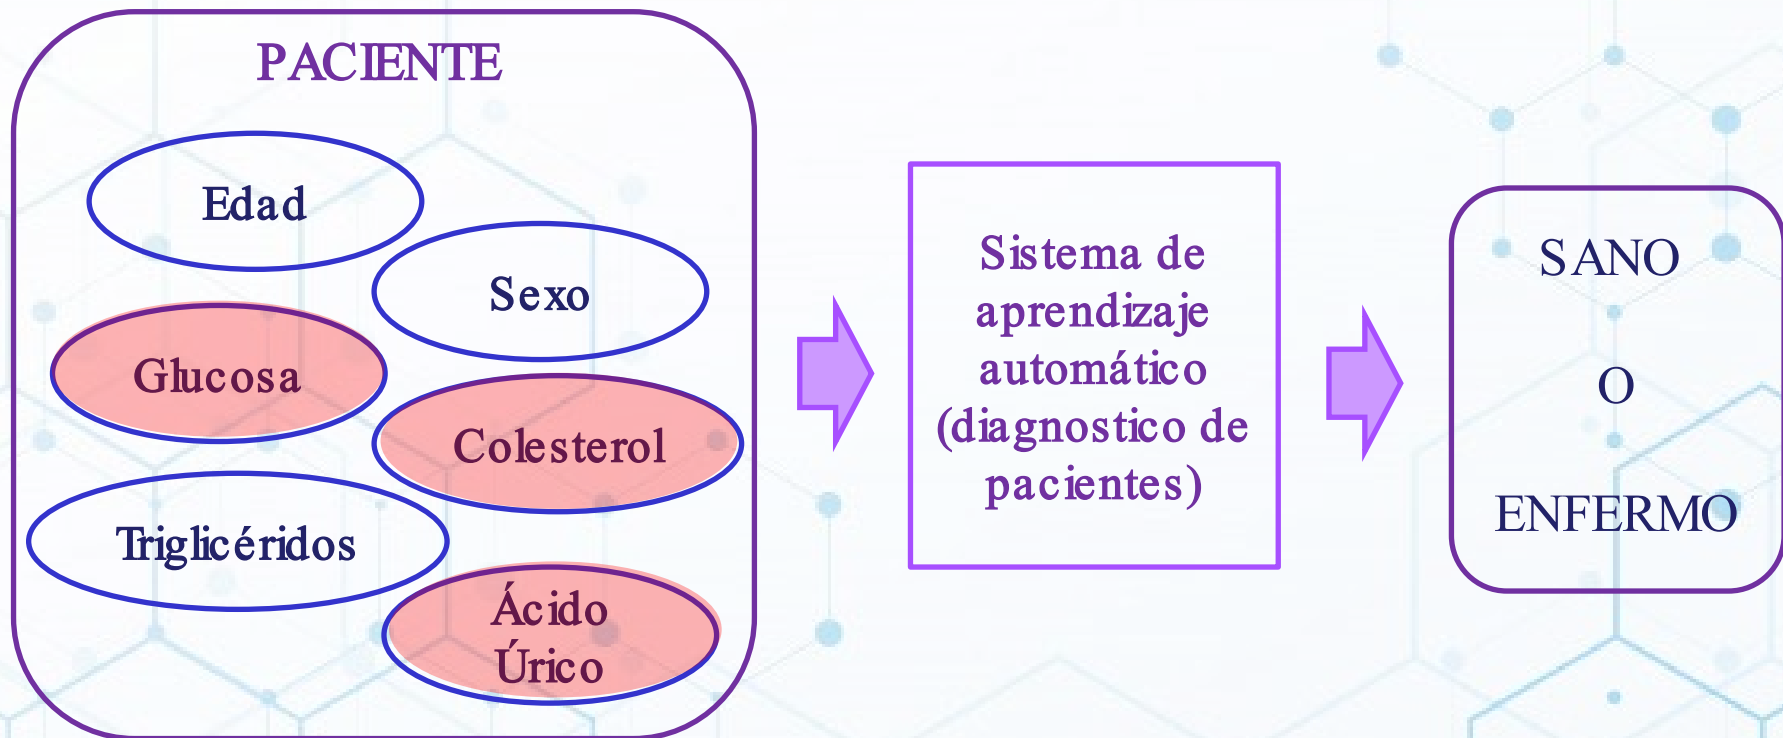 PACIENTE
Edad
Sexo
Glucosa
Colesterol
Triglicéridos
Ácido
Úrico
Sistema de
aprendizaje
automático
(diagnostico de
pacientes)
SANO
O
ENFERMO